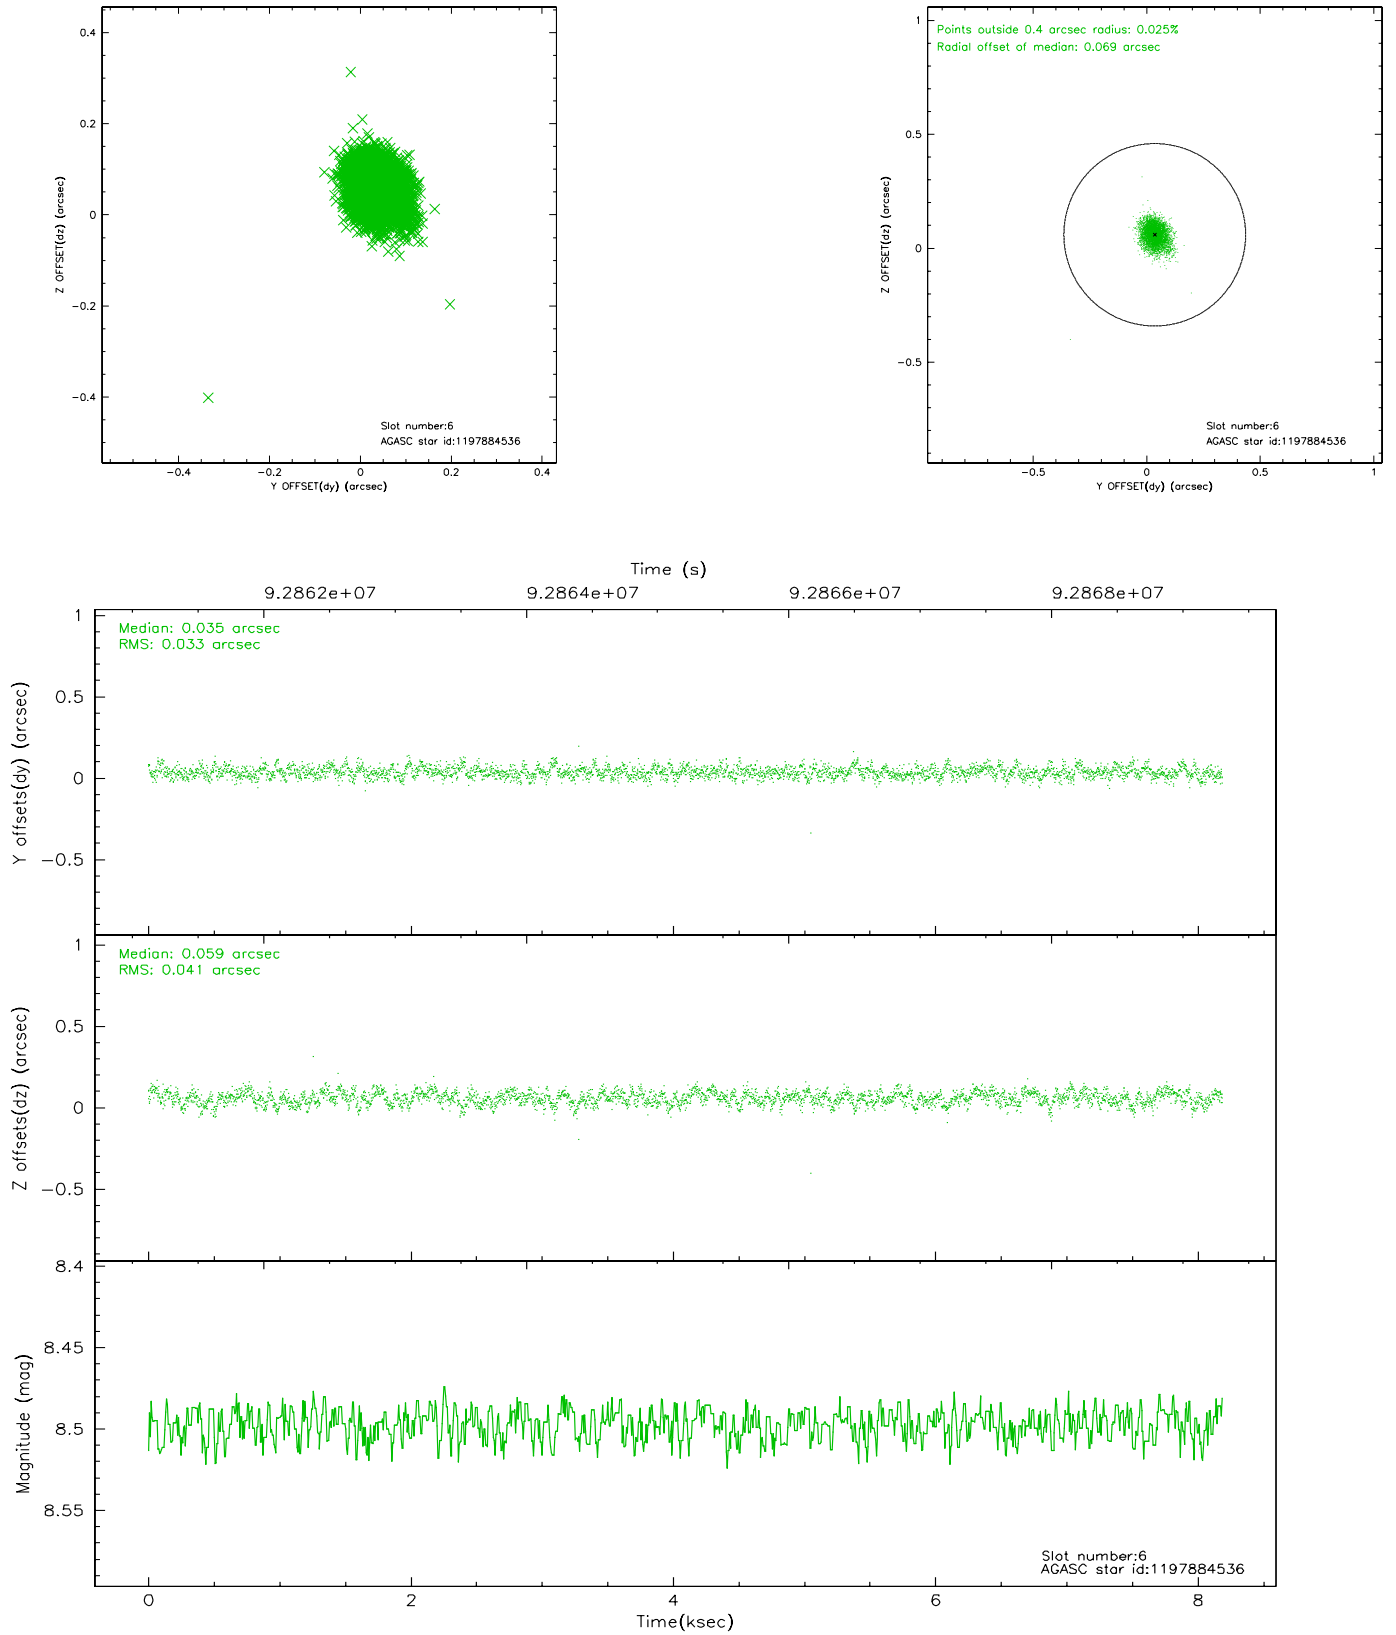 0.4
0.2
0
−0.2
−0.4
Z OFFSET(dz) (arcsec)
Slot number:6
AGASC star id:1197884536
−0.4 −0.2 0 0.2 0.4
Y OFFSET(dy) (arcsec)
Points outside 0.4 arcsec radius: 0.025%
Radial offset of median: 0.069 arcsec
1
0.5
0
−0.5
Z OFFSET(dz) (arcsec)
Slot number:6
AGASC star id:1197884536
−0.5 0 0.5 1
Y OFFSET(dy) (arcsec)
Time (s)
9.2862e+07 9.2864e+07 9.2866e+07 9.2868e+07
Median: 0.035 arcsec
RMS: 0.033 arcsec
1
0.5
0
−0.5
Y offsets(dy) (arcsec)
Median: 0.059 arcsec
RMS: 0.041 arcsec
1
0.5
0
−0.5
Z offsets(dz) (arcsec)
8.4
8.45
8.5
8.55
Magnitude (mag)
Slot number:6
AGASC star id:1197884536
0 2 4 6 8
Time(ksec)